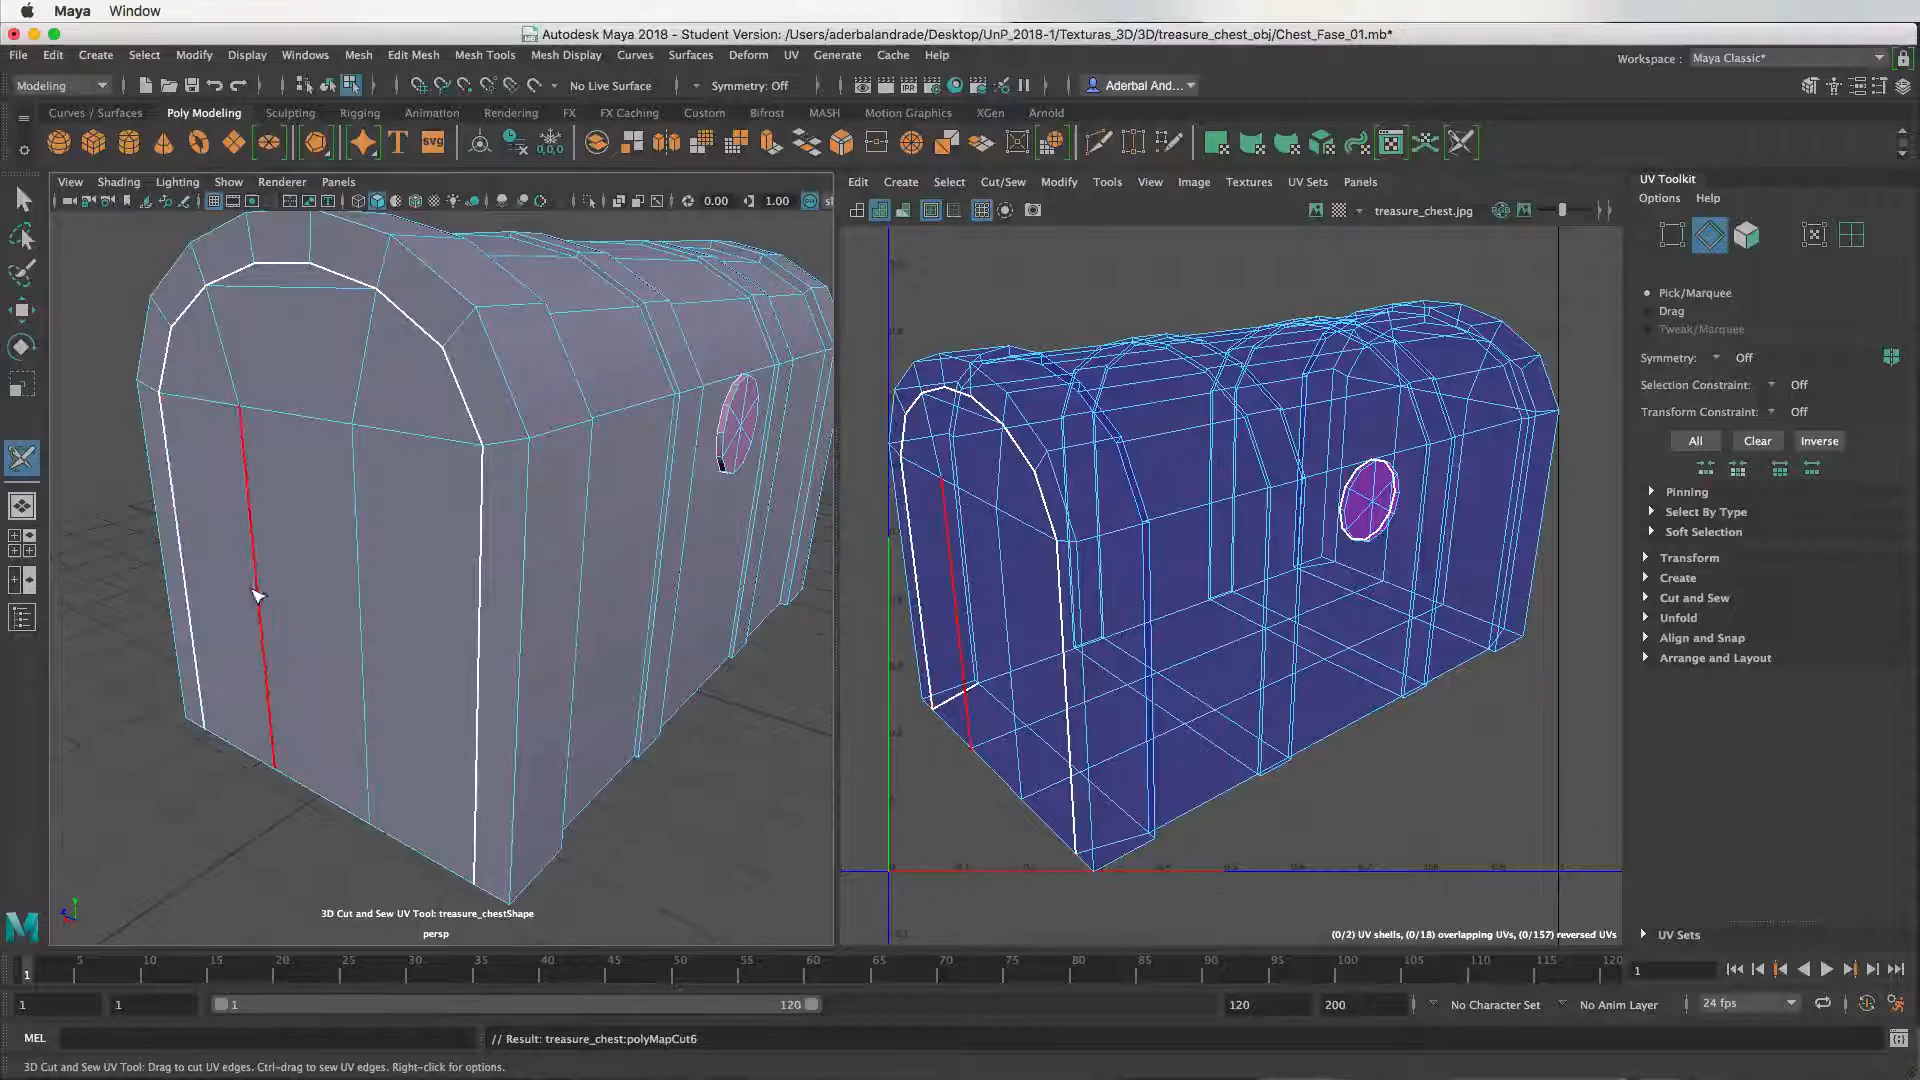 Maya Window
Autodesk Maya 2018 - Student Version: /Users/aderbalandrade/Desktop/UnP_2018-1/Texturas_3D/3D/treasure_chest_obj/Chest_Fase_01.mb*
File Edit Create Select Modify Display Windows Mesh Edit Mesh Mesh Tools Mesh Display Curves Surfaces Deform UV Generate Cache Help
Workspace : Maya Classic*
Modeling No Live Surface Symmetry: Off Aderbal And...
Curves / Surfaces Poly Modeling Sculpting Rigging Animation Rendering FX FX Caching Custom Bifrost MASH Motion Graphics XGen Arnold
View Shading Lighting Show Renderer Panels
0.00 1.00
Edit Create Select Cut/Sew Modify Tools View Image Textures UV Sets Panels
treasure_chest.jpg
UV Toolkit
Options Help
Pick/Marquee
Drag
Tweak/Marquee
Symmetry: Off
Selection Constraint: Off
Transform Constraint: Off
All Clear Inverse
Pinning
Select By Type
Soft Selection
Transform
Create
Cut and Sew
Unfold
Align and Snap
Arrange and Layout
UV Sets
3D Cut and Sew UV Tool: treasure_chestShape
persp
(0/2) UV shells, (0/18) overlapping UVs, (0/157) reversed UVs
1 5 10 15 20 25 30 35 40 45 50 55 60 65 70 75 80 85 90 95 100 105 110 115 120
1
1 1 1 120 120 200 No Character Set No Anim Layer 24 fps
MEL // Result: treasure_chest:polyMapCut6
3D Cut and Sew UV Tool: Drag to cut UV edges. Ctrl-drag to sew UV edges. Right-click for options.